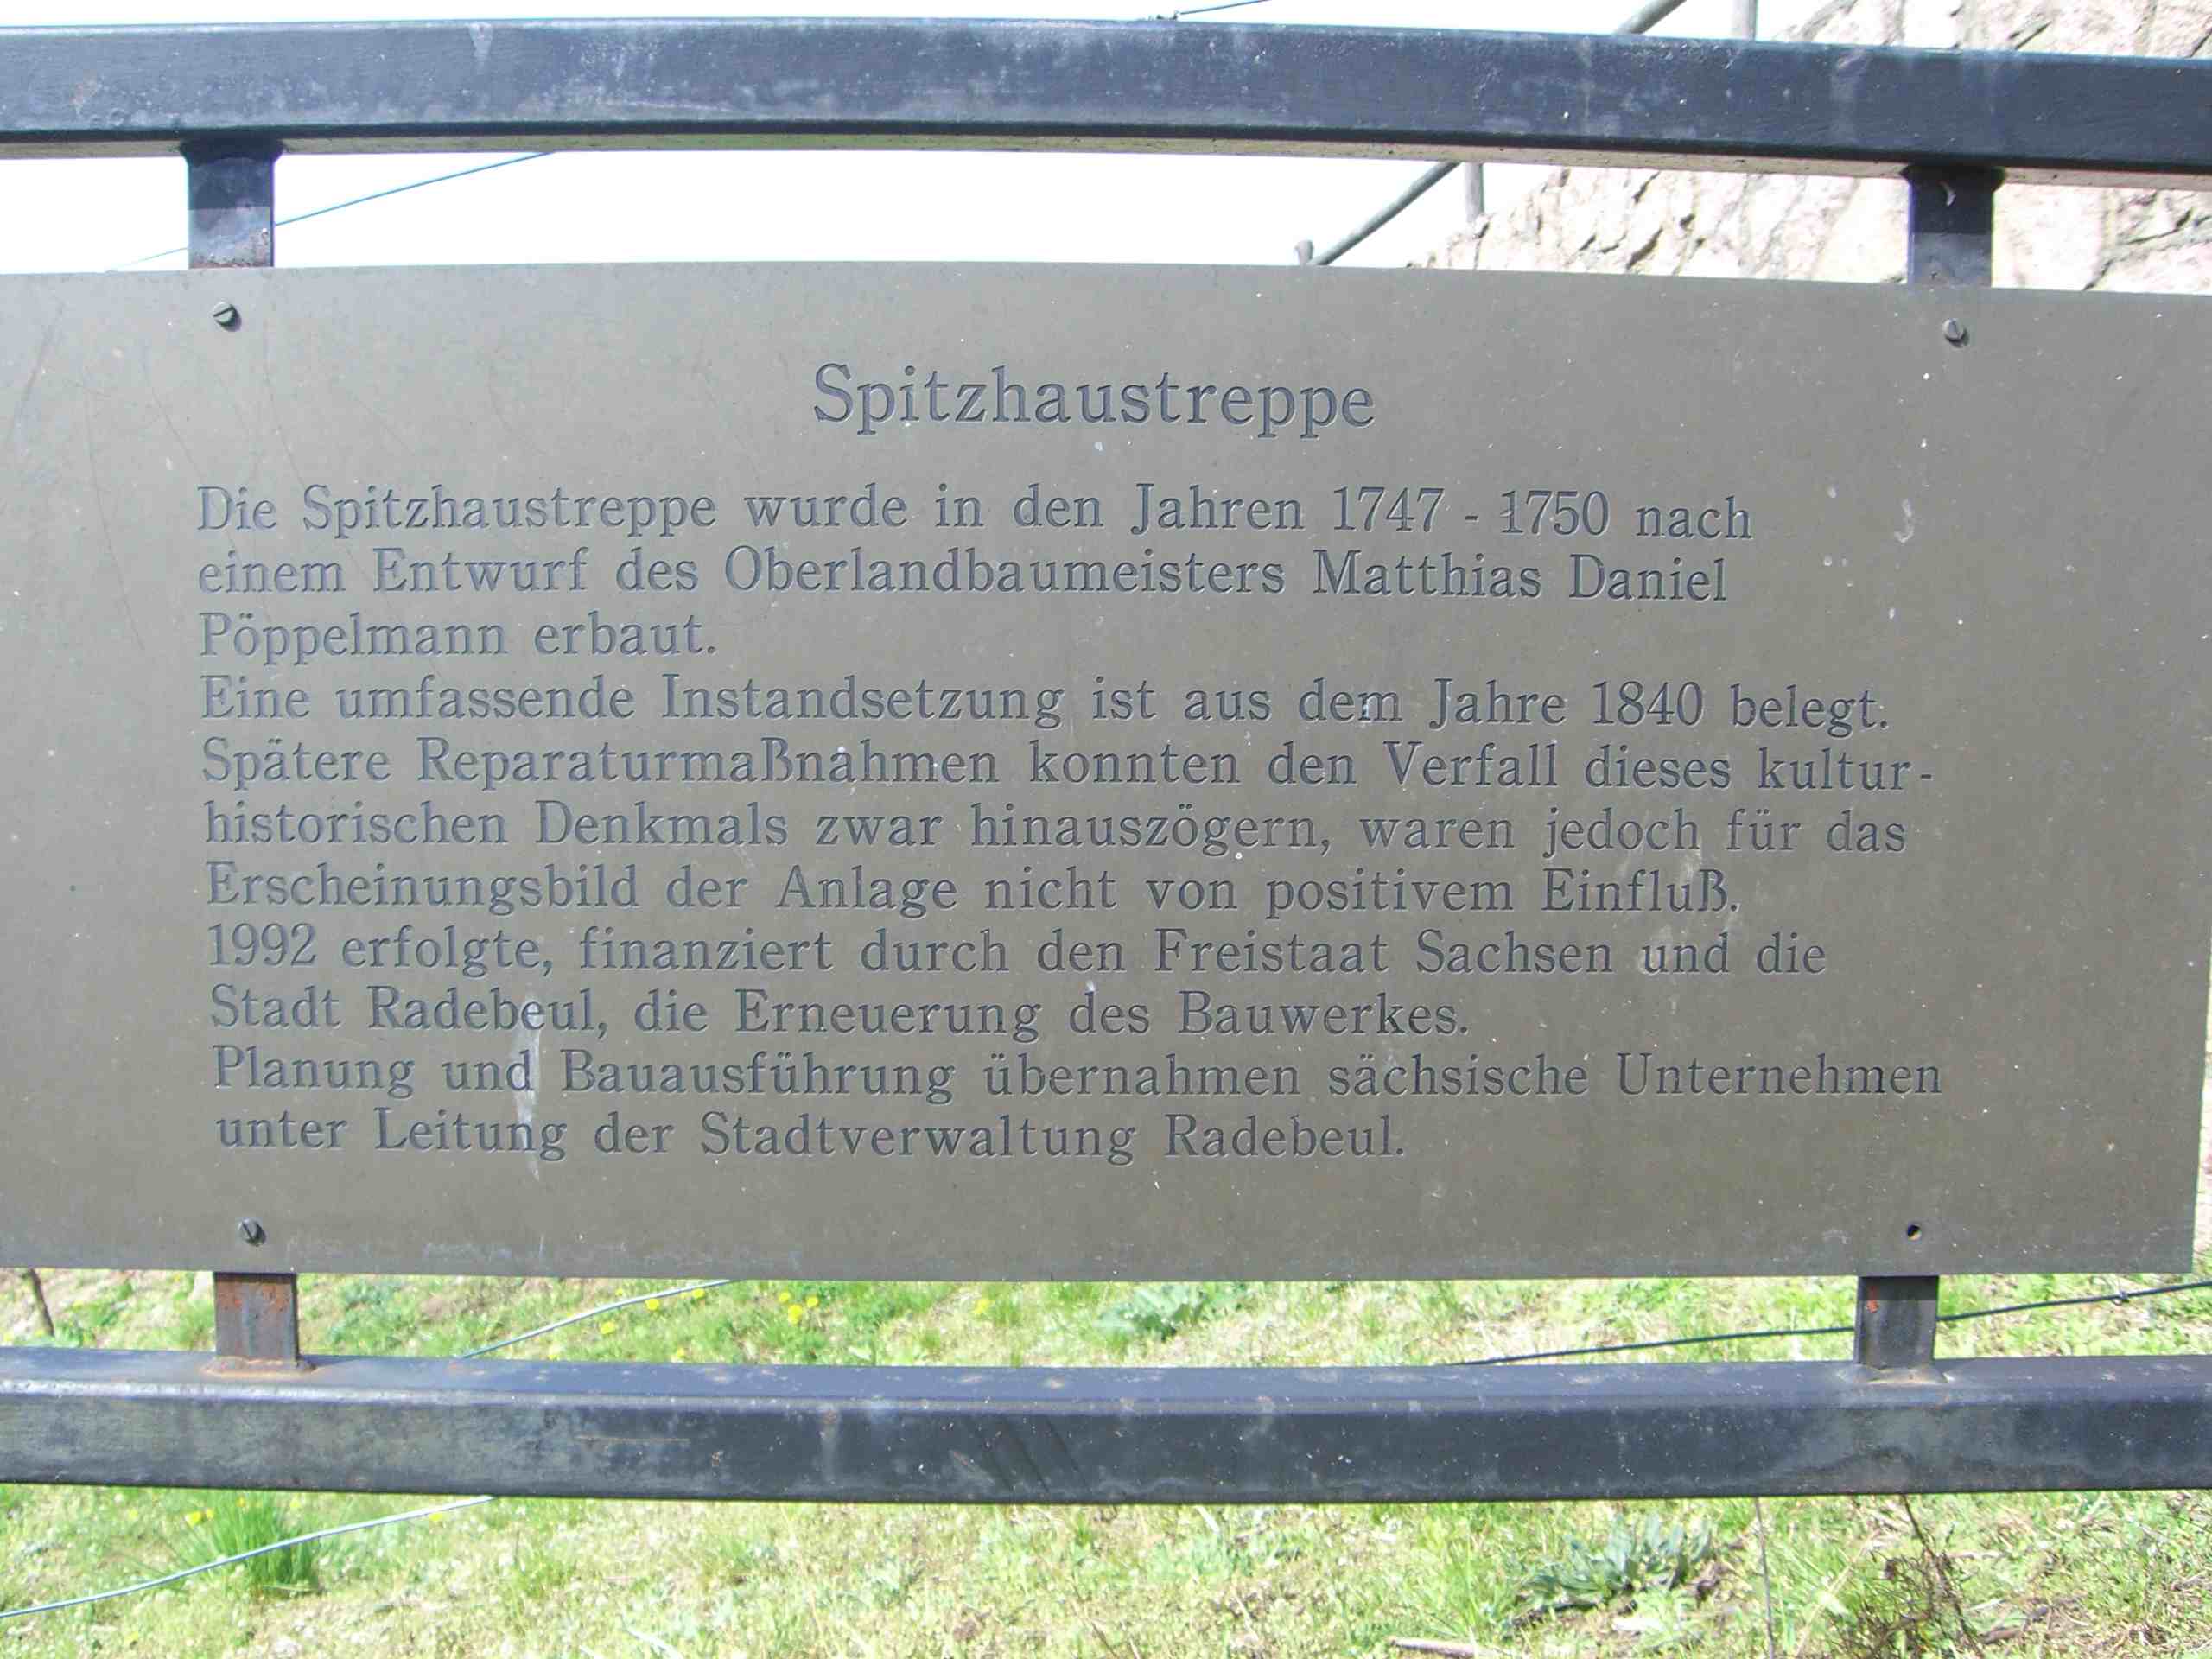 Spitzhaustreppe
Die Spitzhaustreppe wurde in den Jahren 1747 - 1750 nach
einem Entwurf des Oberlandbaumeisters Matthias Daniel
Pöppelmann erbaut.
Eine umfassende Instandsetzung ist aus dem Jahre 1840 belegt.
Spätere Reparaturmaßnahmen konnten den Verfall dieses kultur-
historischen Denkmals zwar hinauszögern, waren jedoch für das
Erscheinungsbild der Anlage nicht von positivem Einfluß.
1992 erfolgte, finanziert durch den Freistaat Sachsen und die
Stadt Radebeul, die Erneuerung des Bauwerkes.
Planung und Bauausführung übernahmen sächsische Unternehmen
unter Leitung der Stadtverwaltung Radebeul.